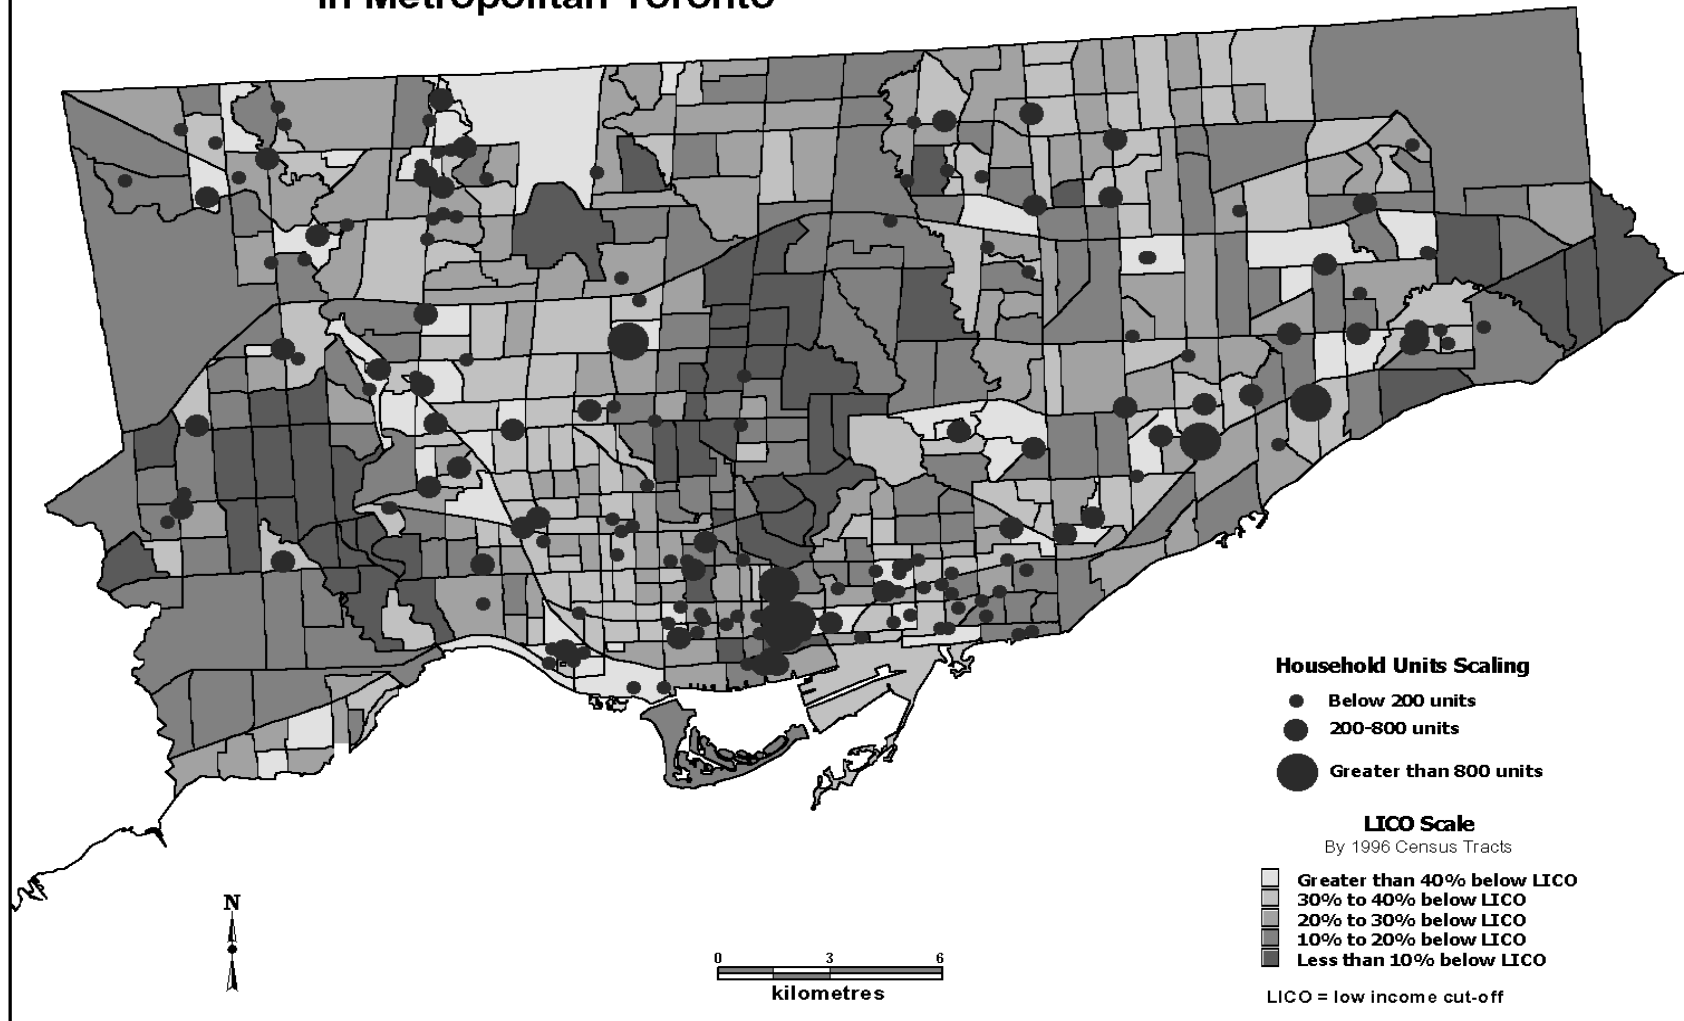 in Metropolitan Toronto
Household Units Scaling
Below 200 units
200-800 units
Greater than 800 units
LICO Scale
By 1996 Census Tracts
Greater than 40% below LICO
30% to 40% below LICO
20% to 30% below LICO
10% to 20% below LICO
Less than 10% below LICO
LICO = low income cut-off
N
0 3 6
kilometres